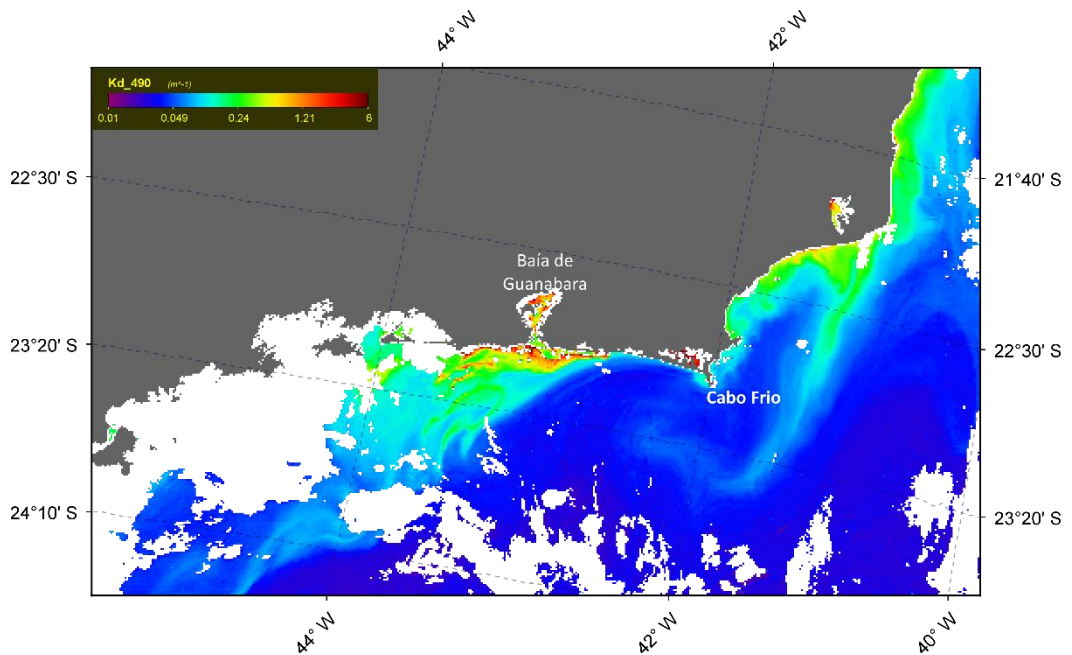 44° W
42° W
Kd_490 (m^-1)
0.01 0.049 0.24 1.21 6
22°30' S
21°40' S
Baía de
Guanabara
23°20' S
22°30' S
Cabo Frio
24°10' S
23°20' S
44° W
42° W
40° W